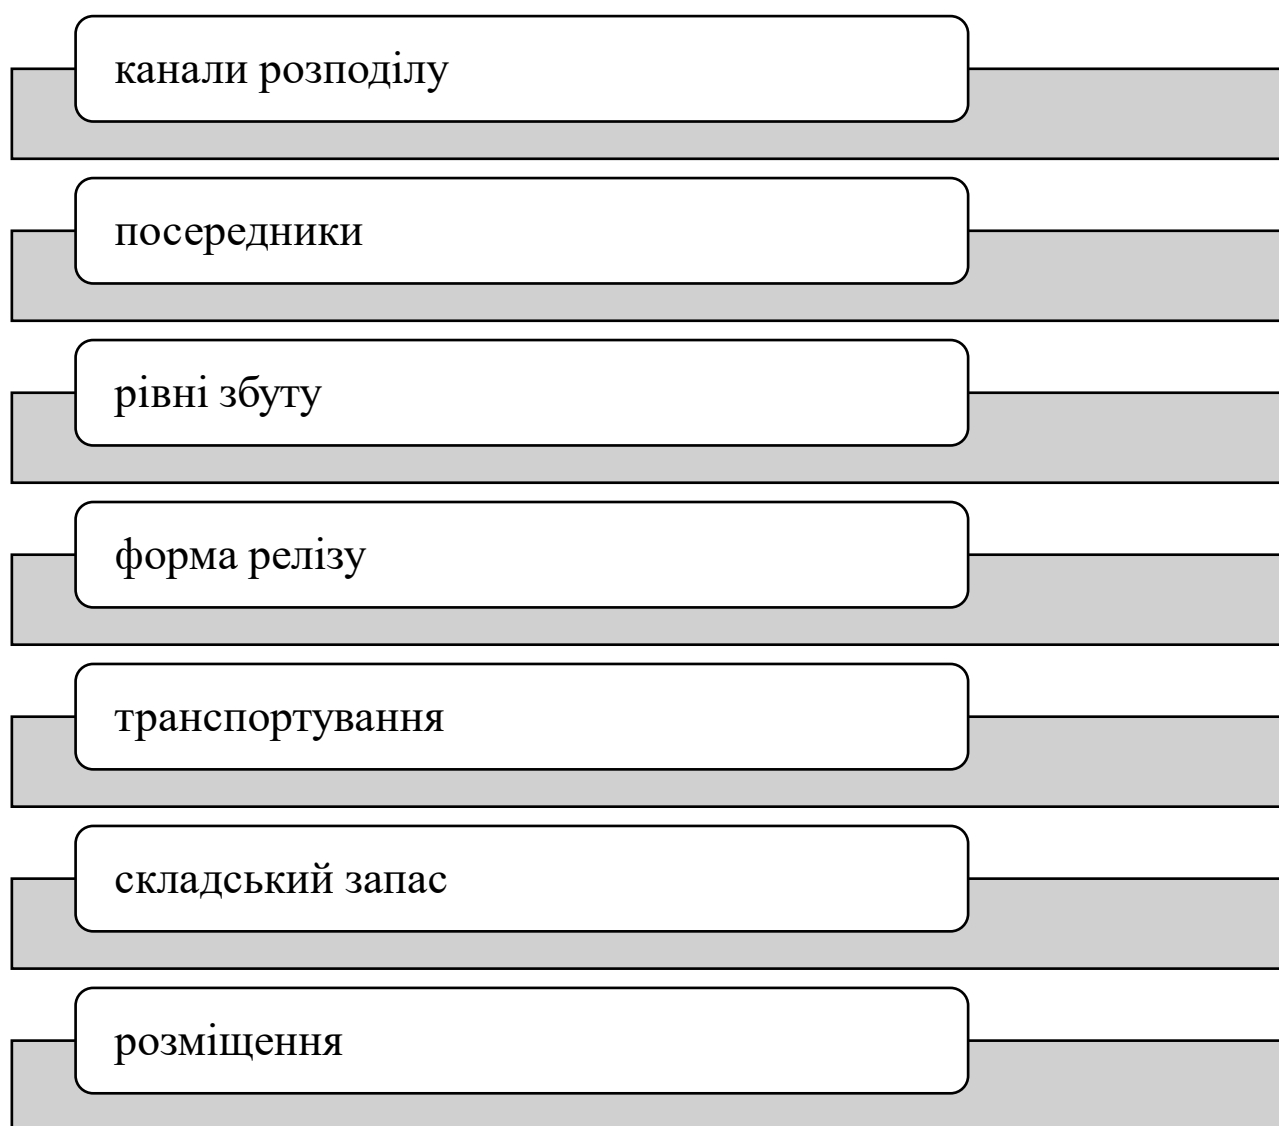 канали розподілу
посередники
рівні збуту
форма релізу
транспортування
складський запас
розміщення